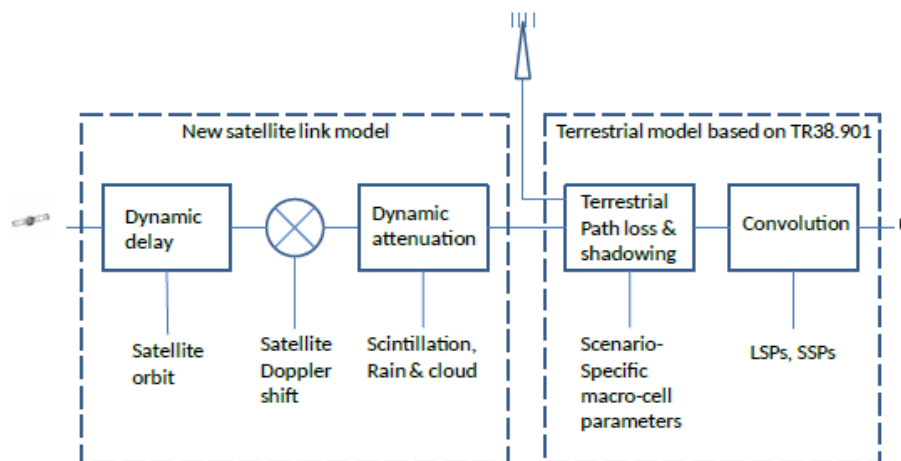 New satellite link model
Terrestrial model based on TR38.901
Dynamic
delay
Dynamic
attenuation
Terrestrial
Path loss &
shadowing
Convolution
Satellite
orbit
Satellite
Doppler
shift
Scintillation,
Rain & cloud
Scenario-
Specific
macro-cell
parameters
LSPs, SSPs